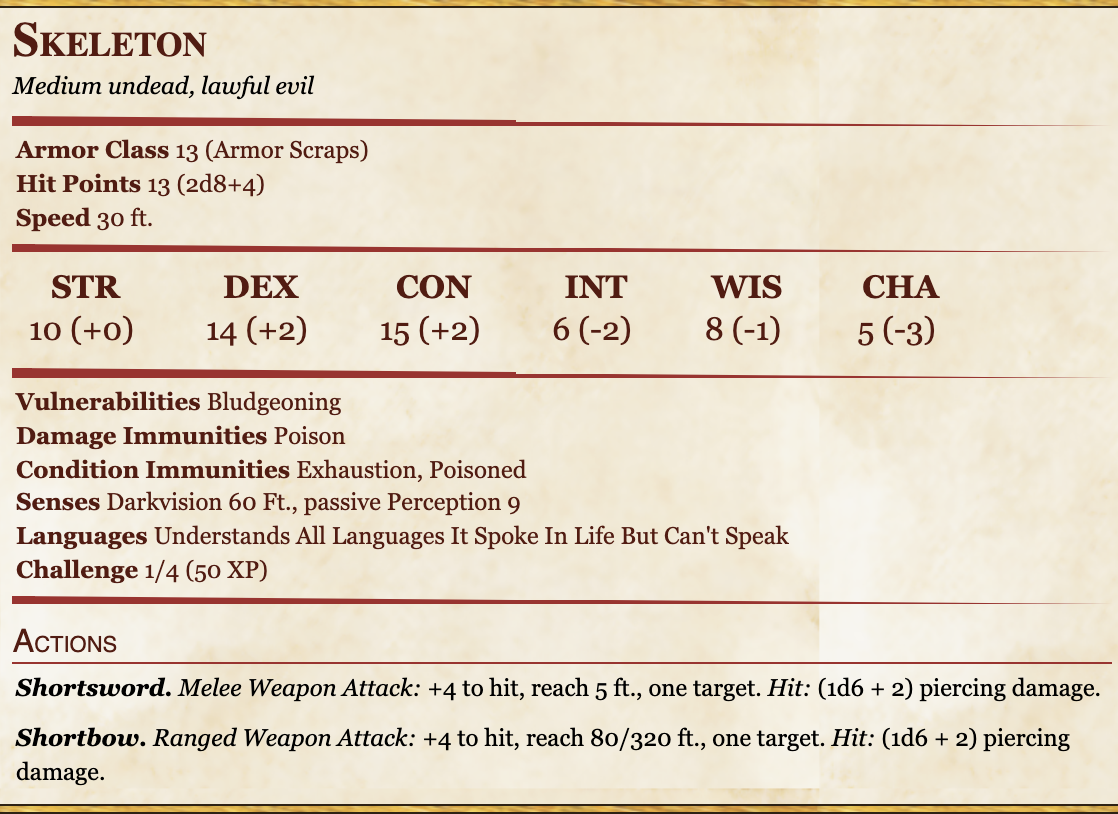 Skeleton
Medium undead, lawful evil
Armor Class 13 (Armor Scraps)
Hit Points 13 (2d8+4)
Speed 30 ft.
STR DEX CON INT WIS CHA
10 (+0) 14 (+2) 15 (+2) 6 (-2) 8 (-1) 5 (-3)
Vulnerabilities Bludgeoning
Damage Immunities Poison
Condition Immunities Exhaustion, Poisoned
Senses Darkvision 60 Ft., passive Perception 9
Languages Understands All Languages It Spoke In Life But Can't Speak
Challenge 1/4 (50 XP)
Actions
Shortsword. Melee Weapon Attack: +4 to hit, reach 5 ft., one target. Hit: (1d6 + 2) piercing damage.
Shortbow. Ranged Weapon Attack: +4 to hit, reach 80/320 ft., one target. Hit: (1d6 + 2) piercing
damage.